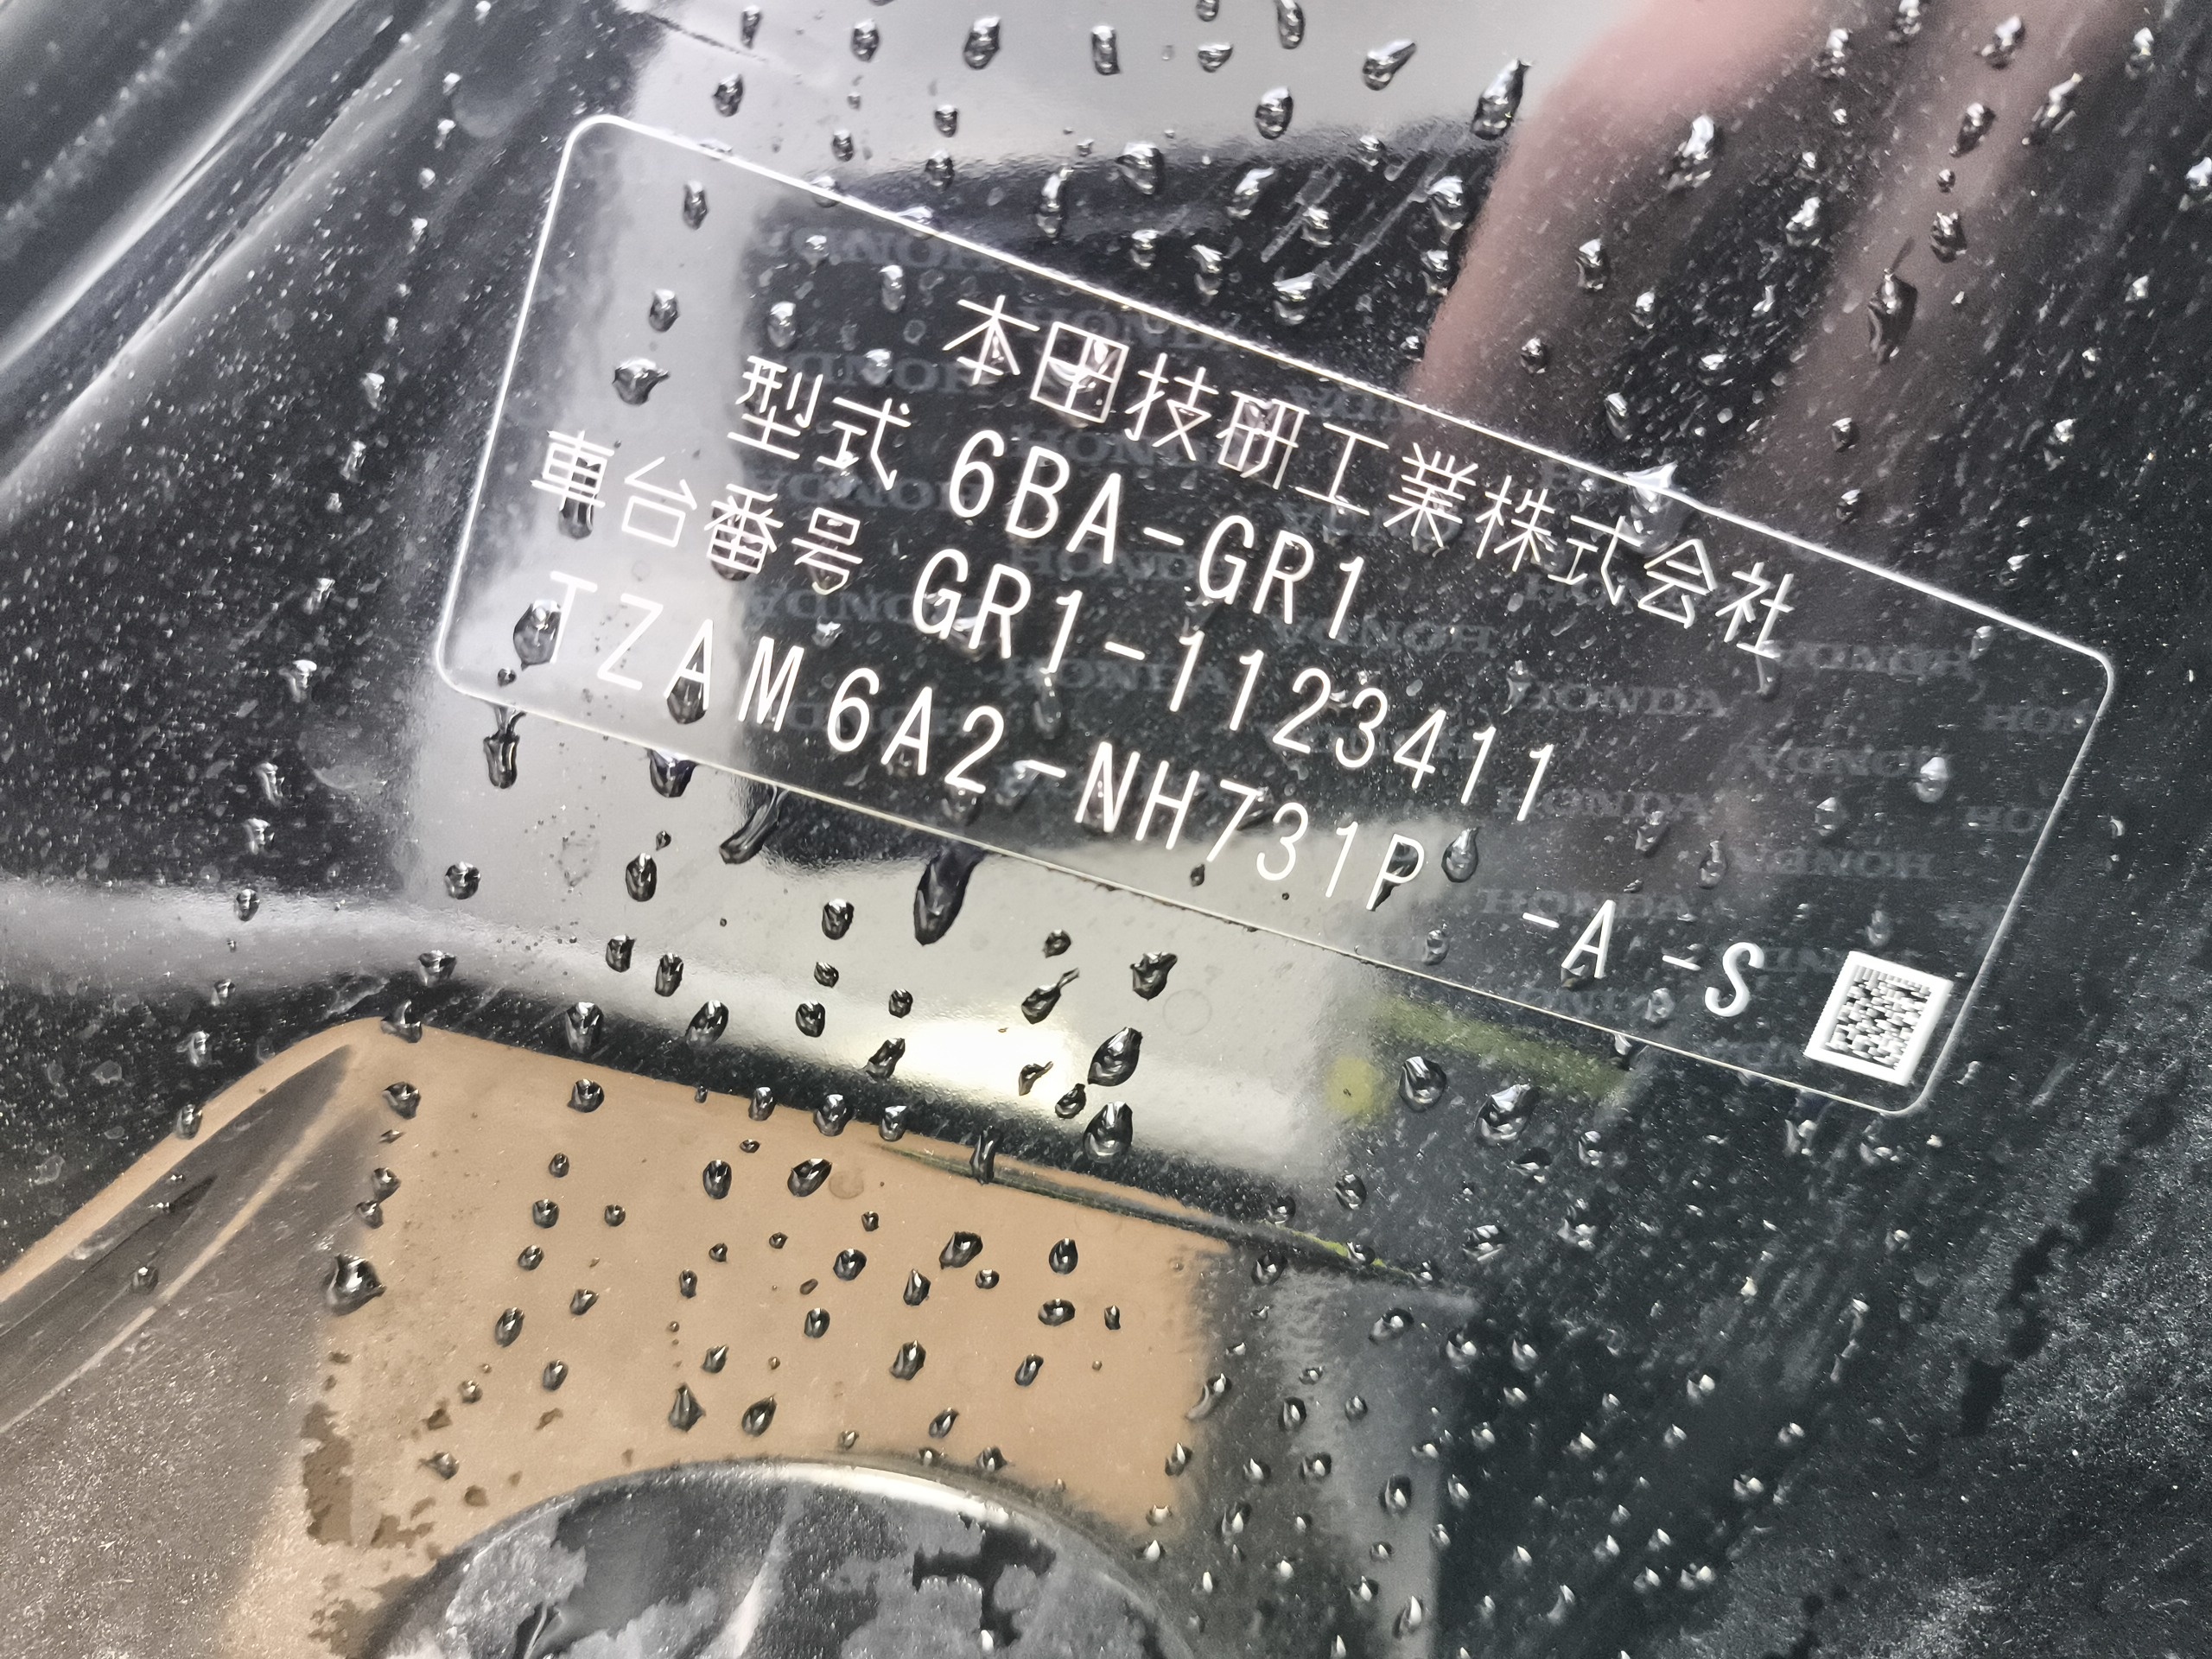 本田技研工業株式会社
型式 6BA-GR1
車台番号 GR1-1123411
TZAM6A2-NH731P -A -S